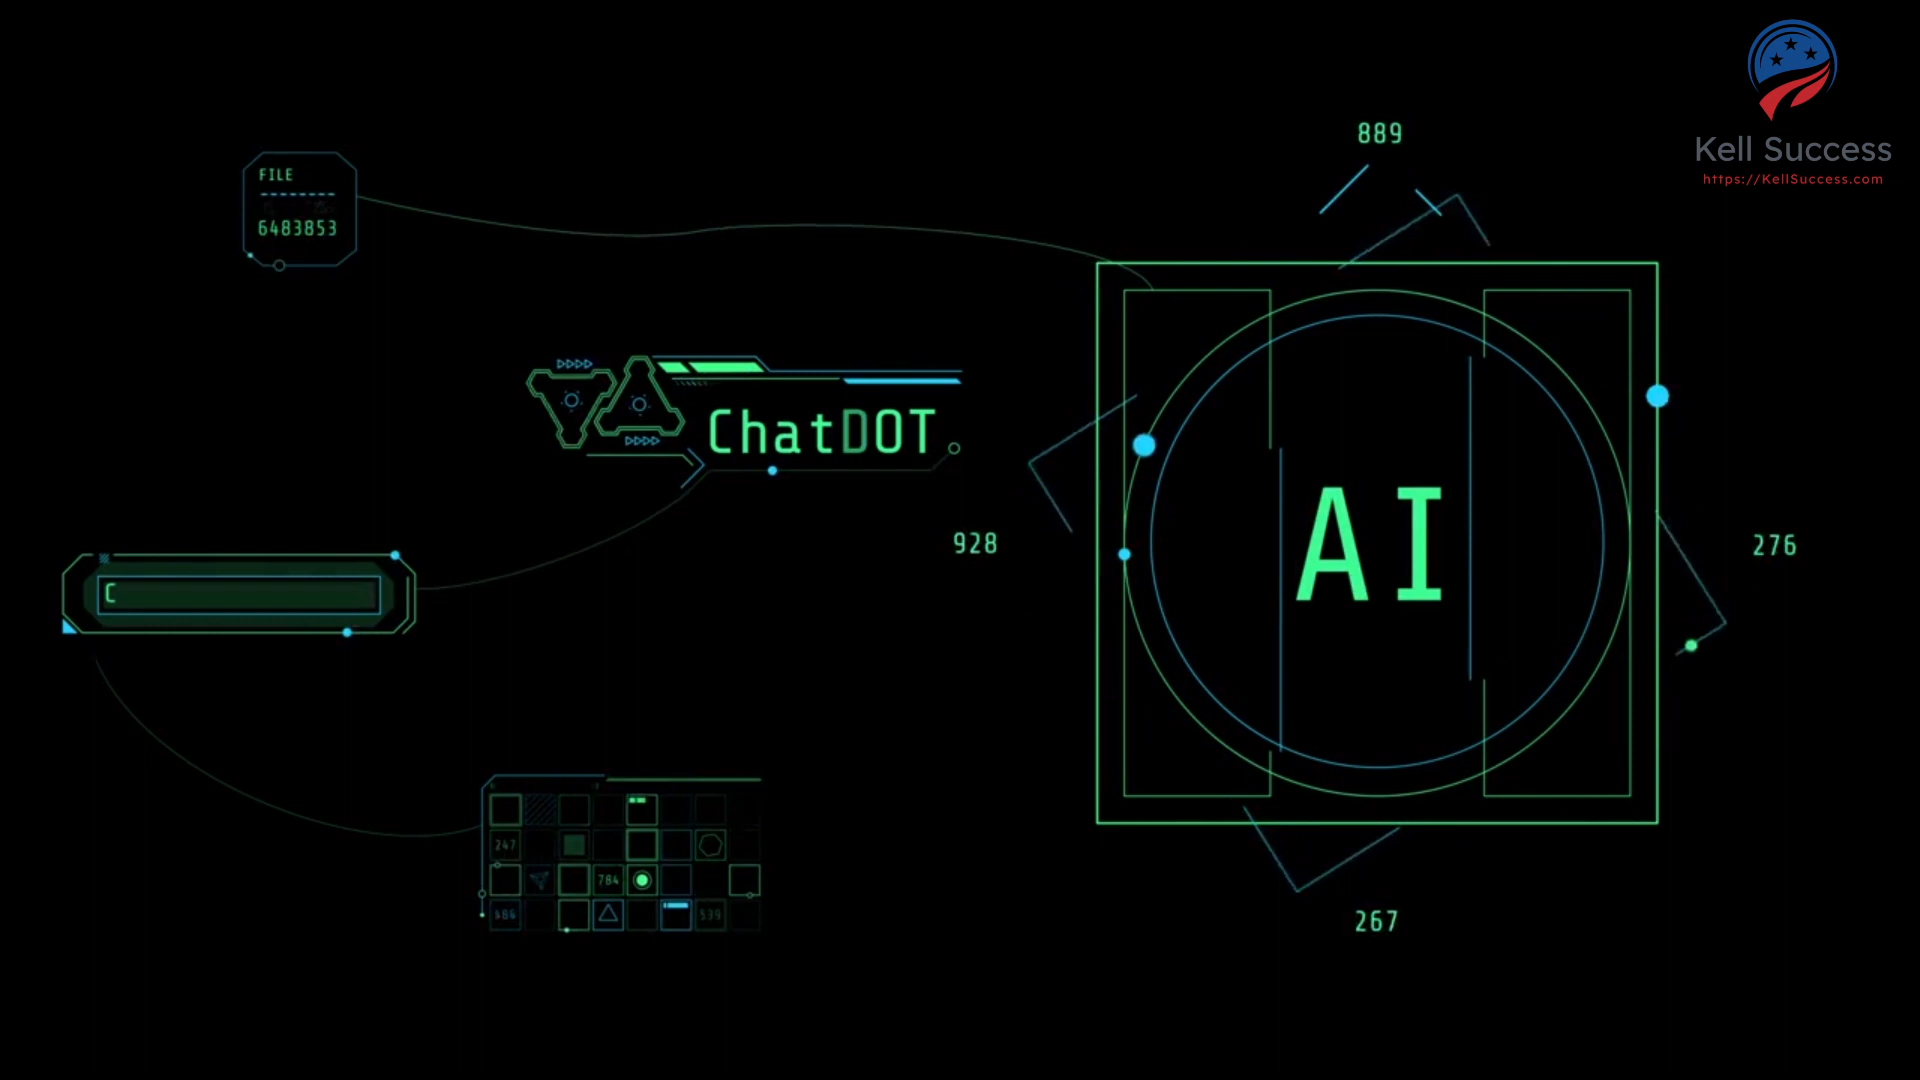 Kell Success
https://KellSuccess.com
889
FILE
6483853
ChatDOT
AI
928
276
C
247
784
539
267